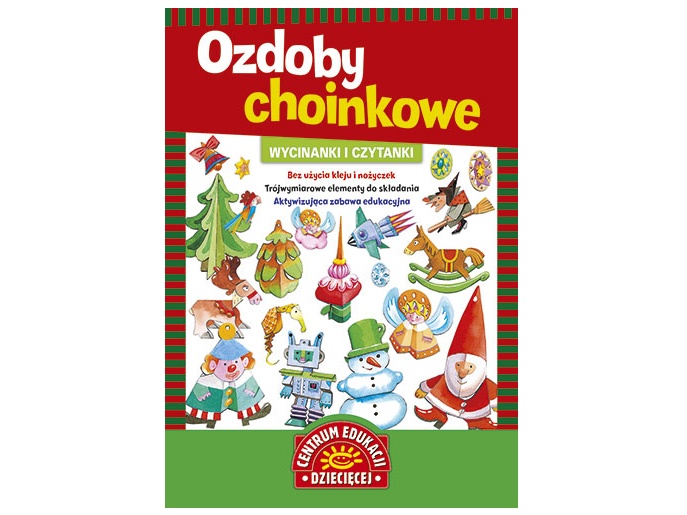 Ozdoby
choinkowe
WYCINANKI I CZYTANKI
Bez użycia kleju i nożyczek
Trójwymiarowe elementy do składania
Aktywizująca zabawa edukacyjna
CENTRUM EDUKACJI
• DZIECIĘCEJ •